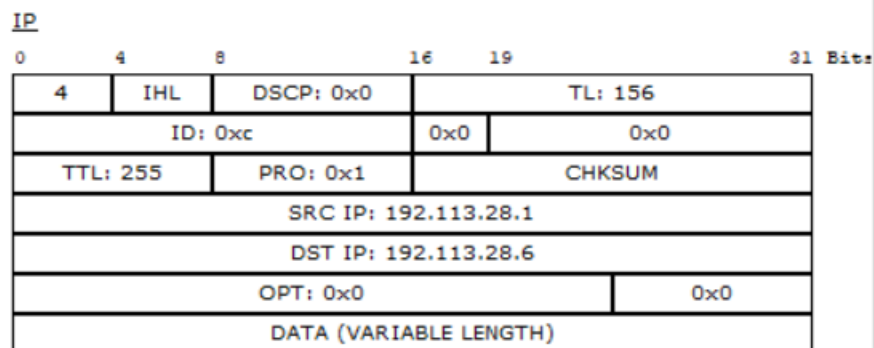 IP
0 4 8 16 19 31 Bits
4 IHL DSCP: 0x0 TL: 156
ID: 0xc 0x0 0x0
TTL: 255 PRO: 0x1 CHKSUM
SRC IP: 192.113.28.1
DST IP: 192.113.28.6
OPT: 0x0 0x0
DATA (VARIABLE LENGTH)